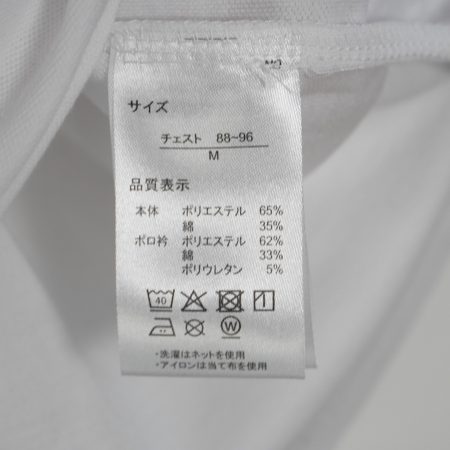 サイズ
チェスト 88~96
M
品質表示
本体 ポリエステル 65%
綿 35%
ポロ衿 ポリエステル 62%
綿 33%
ポリウレタン 5%
40
W
・洗濯はネットを使用
・アイロンは当て布を使用